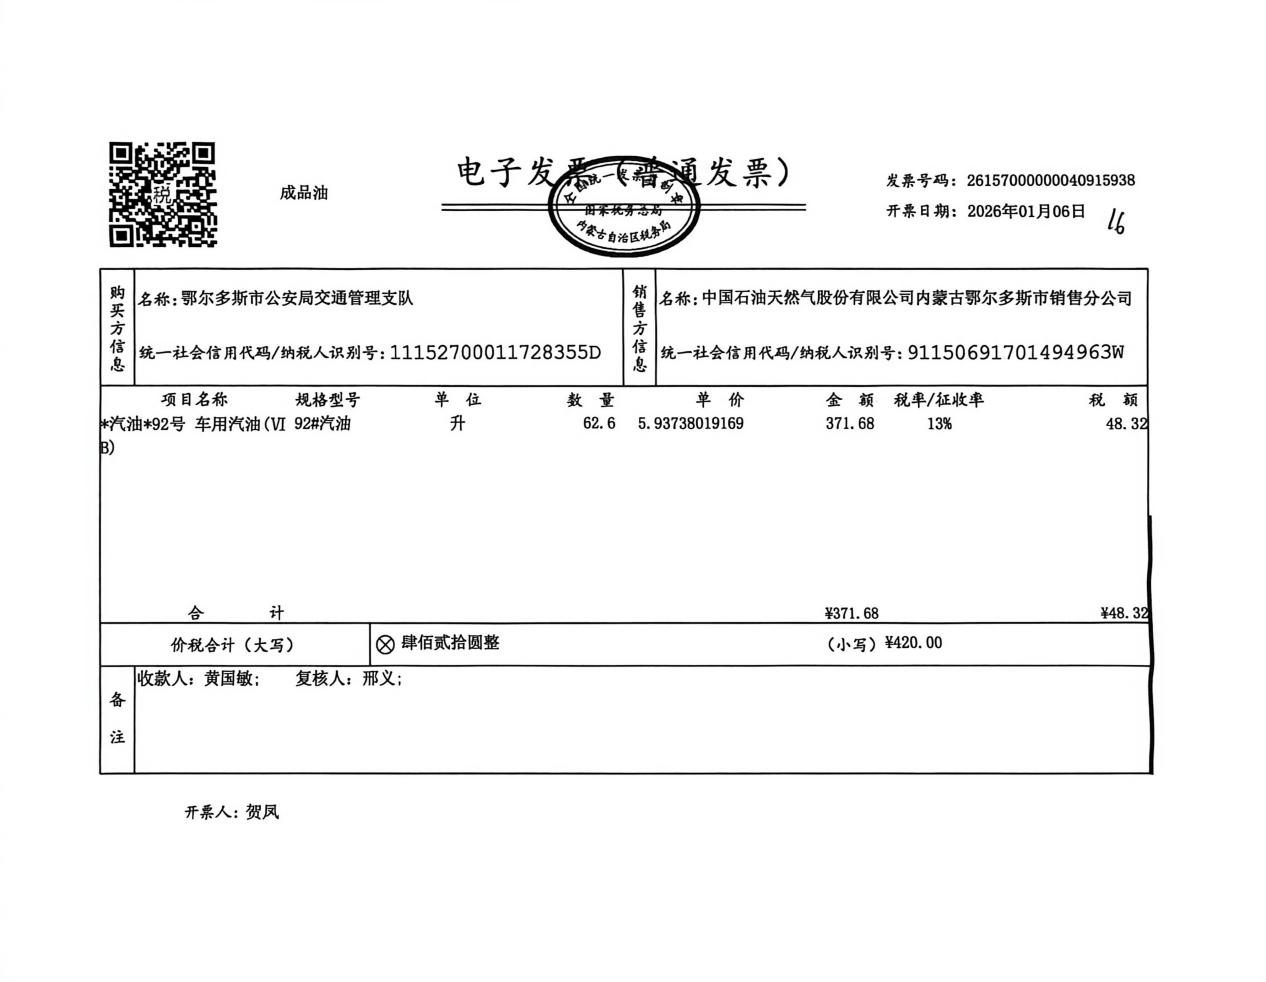 税
成品油
电子发票（普通发票）
全国统一发票监制章
国家税务总局
内蒙古自治区税务局
发票号码：26157000000040915938
开票日期：2026年01月06日
16
购买方信息
名称：鄂尔多斯市公安局交通管理支队
统一社会信用代码/纳税人识别号：11152700011728355D
销售方信息
名称：中国石油天然气股份有限公司内蒙古鄂尔多斯市销售分公司
统一社会信用代码/纳税人识别号：91150691701494963W
项目名称 规格型号 单 位 数 量 单 价 金 额 税率/征收率 税 额
*汽油*92号 车用汽油(VI 92#汽油 升 62.6 5.93738019169 371.68 13% 48.32
B)
合 计 ¥371.68 ¥48.32
价税合计（大写） ⊗ 肆佰贰拾圆整 （小写）¥420.00
备注
收款人：黄国敏； 复核人：邢义；
开票人：贺凤